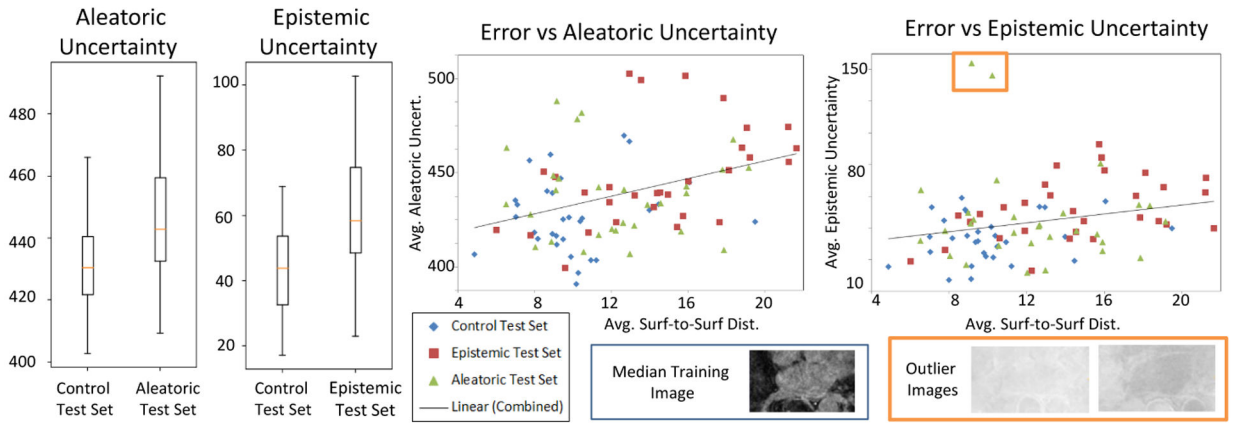 Aleatoric
Uncertainty
480
460
440
420
400
Control
Test Set
Aleatoric
Test Set
Epistemic
Uncertainty
100
80
60
40
20
Control
Test Set
Epistemic
Test Set
Error vs Aleatoric Uncertainty
Avg. Aleatoric Uncert.
500
450
400
4
8
12
16
20
Avg. Surf-to-Surf Dist.
Error vs Epistemic Uncertainty
Avg. Epistemic Uncertainty
150
80
10
4
8
12
16
20
Avg. Surf-to-Surf Dist.
Control Test Set
Epistemic Test Set
Aleatoric Test Set
Linear (Combined)
Median Training
Image
Outlier
Images